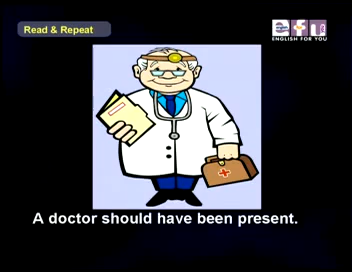 Read & Repeat
efu
ENGLISH FOR YOU
A doctor should have been present.